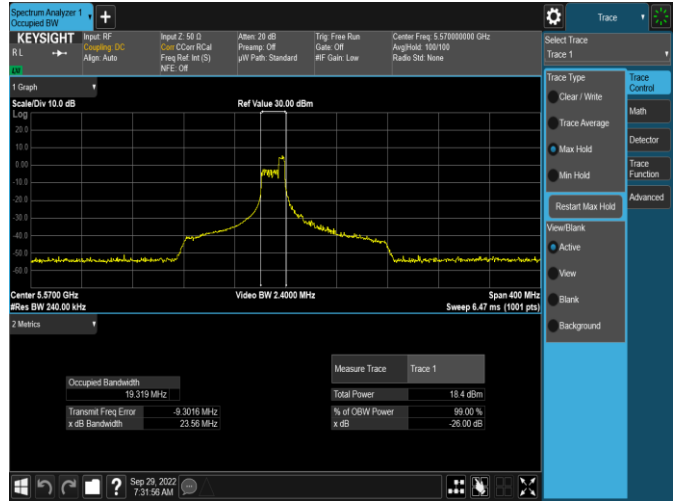 Spectrum Analyzer 1
Occupied BW
KEYSIGHT
RL
Input: RF
Coupling: DC
Align: Auto
Input Z: 50 Ω
Corr CCorr RCal
Freq Ref: Int (S)
NFE: Off
Atten: 20 dB
Preamp: Off
µW Path: Standard
Trig: Free Run
Gate: Off
#IF Gain: Low
Center Freq: 5.570000000 GHz
Avg|Hold: 100/100
Radio Std: None
Trace
Select Trace
Trace 1
1 Graph
Scale/Div 10.0 dB
Ref Value 30.00 dBm
Log
20.0
10.0
0.00
-10.0
-20.0
-30.0
-40.0
-50.0
-60.0
Center 5.5700 GHz
#Res BW 240.00 kHz
Video BW 2.4000 MHz
Span 400 MHz
Sweep 6.47 ms (1001 pts)
2 Metrics
Measure Trace Trace 1
Occupied Bandwidth
19.319 MHz
Total Power 18.4 dBm
Transmit Freq Error -9.3016 MHz
% of OBW Power 99.00 %
x dB Bandwidth 23.56 MHz
x dB -26.00 dB
Trace Type
Clear / Write
Trace Average
Max Hold
Min Hold
Restart Max Hold
View/Blank
Active
View
Blank
Background
Trace
Control
Math
Detector
Trace
Function
Advanced
Sep 29, 2022
7:31:56 AM